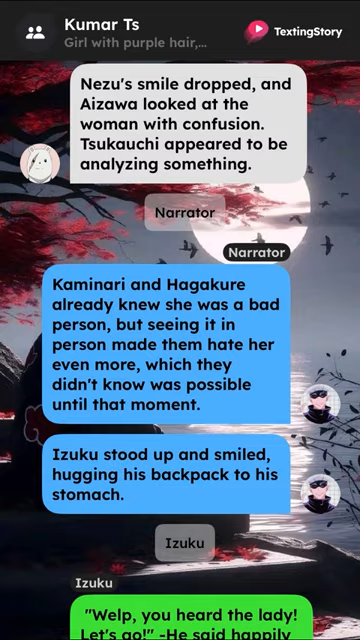 Kumar Ts
Girl with purple hair,...
TextingStory
Nezu's smile dropped, and
Aizawa looked at the
woman with confusion.
Tsukauchi appeared to be
analyzing something.
Narrator
Narrator
Kaminari and Hagakure
already knew she was a bad
person, but seeing it in
person made them hate her
even more, which they
didn't know was possible
until that moment.
Izuku stood up and smiled,
hugging his backpack to his
stomach.
Izuku
Izuku
"Welp, you heard the lady!
Let's go!" -He said happily